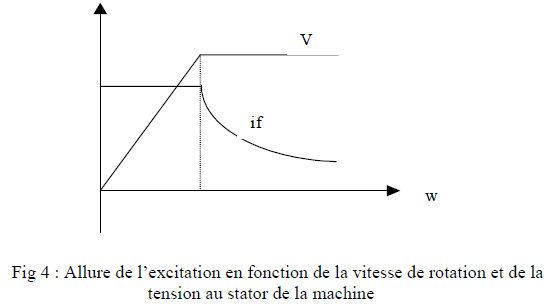 V
if
w
Fig 4 : Allure de l’excitation en fonction de la vitesse de rotation et de la
tension au stator de la machine